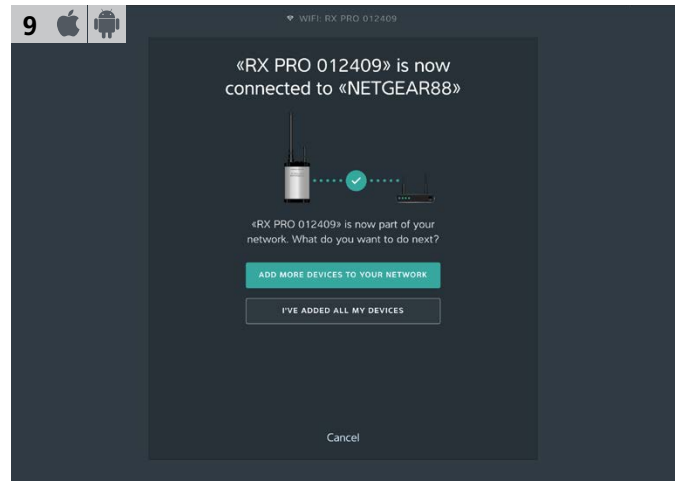 9
WIFI: RX PRO 012409
«RX PRO 012409» is now
connected to «NETGEAR88»
«RX PRO 012409» is now part of your
network. What do you want to do next?
ADD MORE DEVICES TO YOUR NETWORK
I'VE ADDED ALL MY DEVICES
Cancel